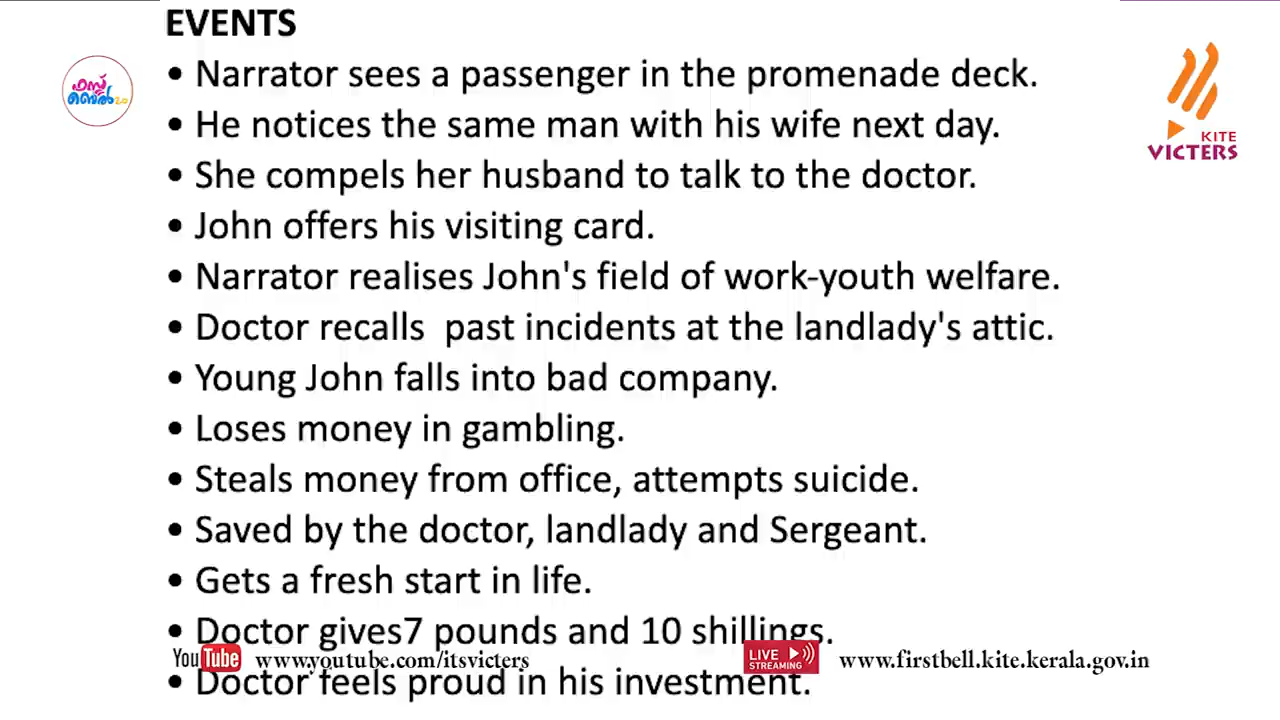 EVENTS
• Narrator sees a passenger in the promenade deck.
• He notices the same man with his wife next day.
• She compels her husband to talk to the doctor.
• John offers his visiting card.
• Narrator realises John's field of work-youth welfare.
• Doctor recalls  past incidents at the landlady's attic.
• Young John falls into bad company.
• Loses money in gambling.
• Steals money from office, attempts suicide.
• Saved by the doctor, landlady and Sergeant.
• Gets a fresh start in life.
• Doctor gives7 pounds and 10 shillings.
• Doctor feels proud in his investment.
ഫസ്റ്റ്
ബെൽ 2.0
KITE
VICTERS
YouTube www.youtube.com/itsvicters
LIVE
STREAMING
www.firstbell.kite.kerala.gov.in